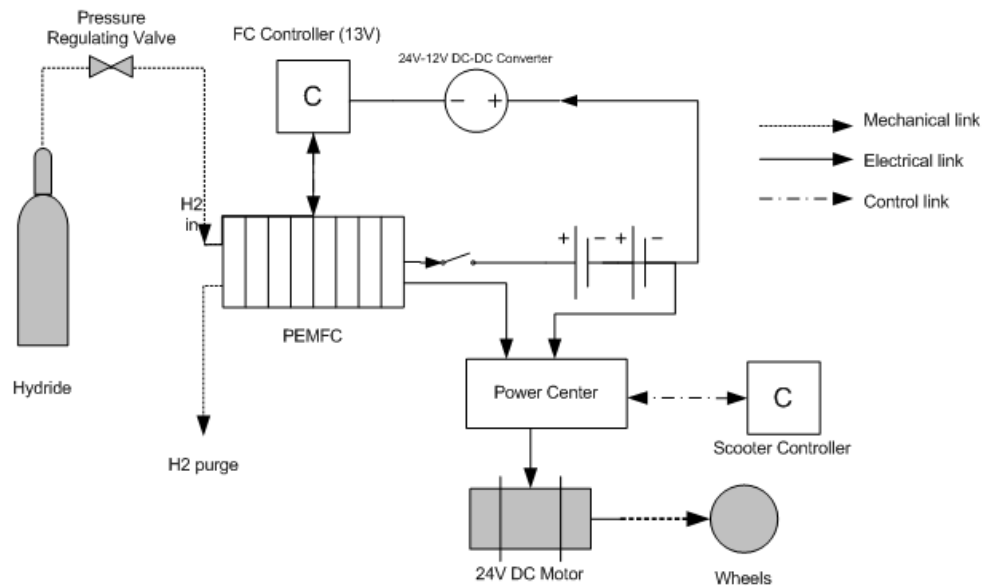 Pressure
Regulating Valve
FC Controller (13V)
24V-12V DC-DC Converter
C
− +
Mechanical link
Electrical link
Control link
H2
in
+ − + −
PEMFC
Hydride
Power Center
C
Scooter Controller
H2 purge
24V DC Motor
Wheels